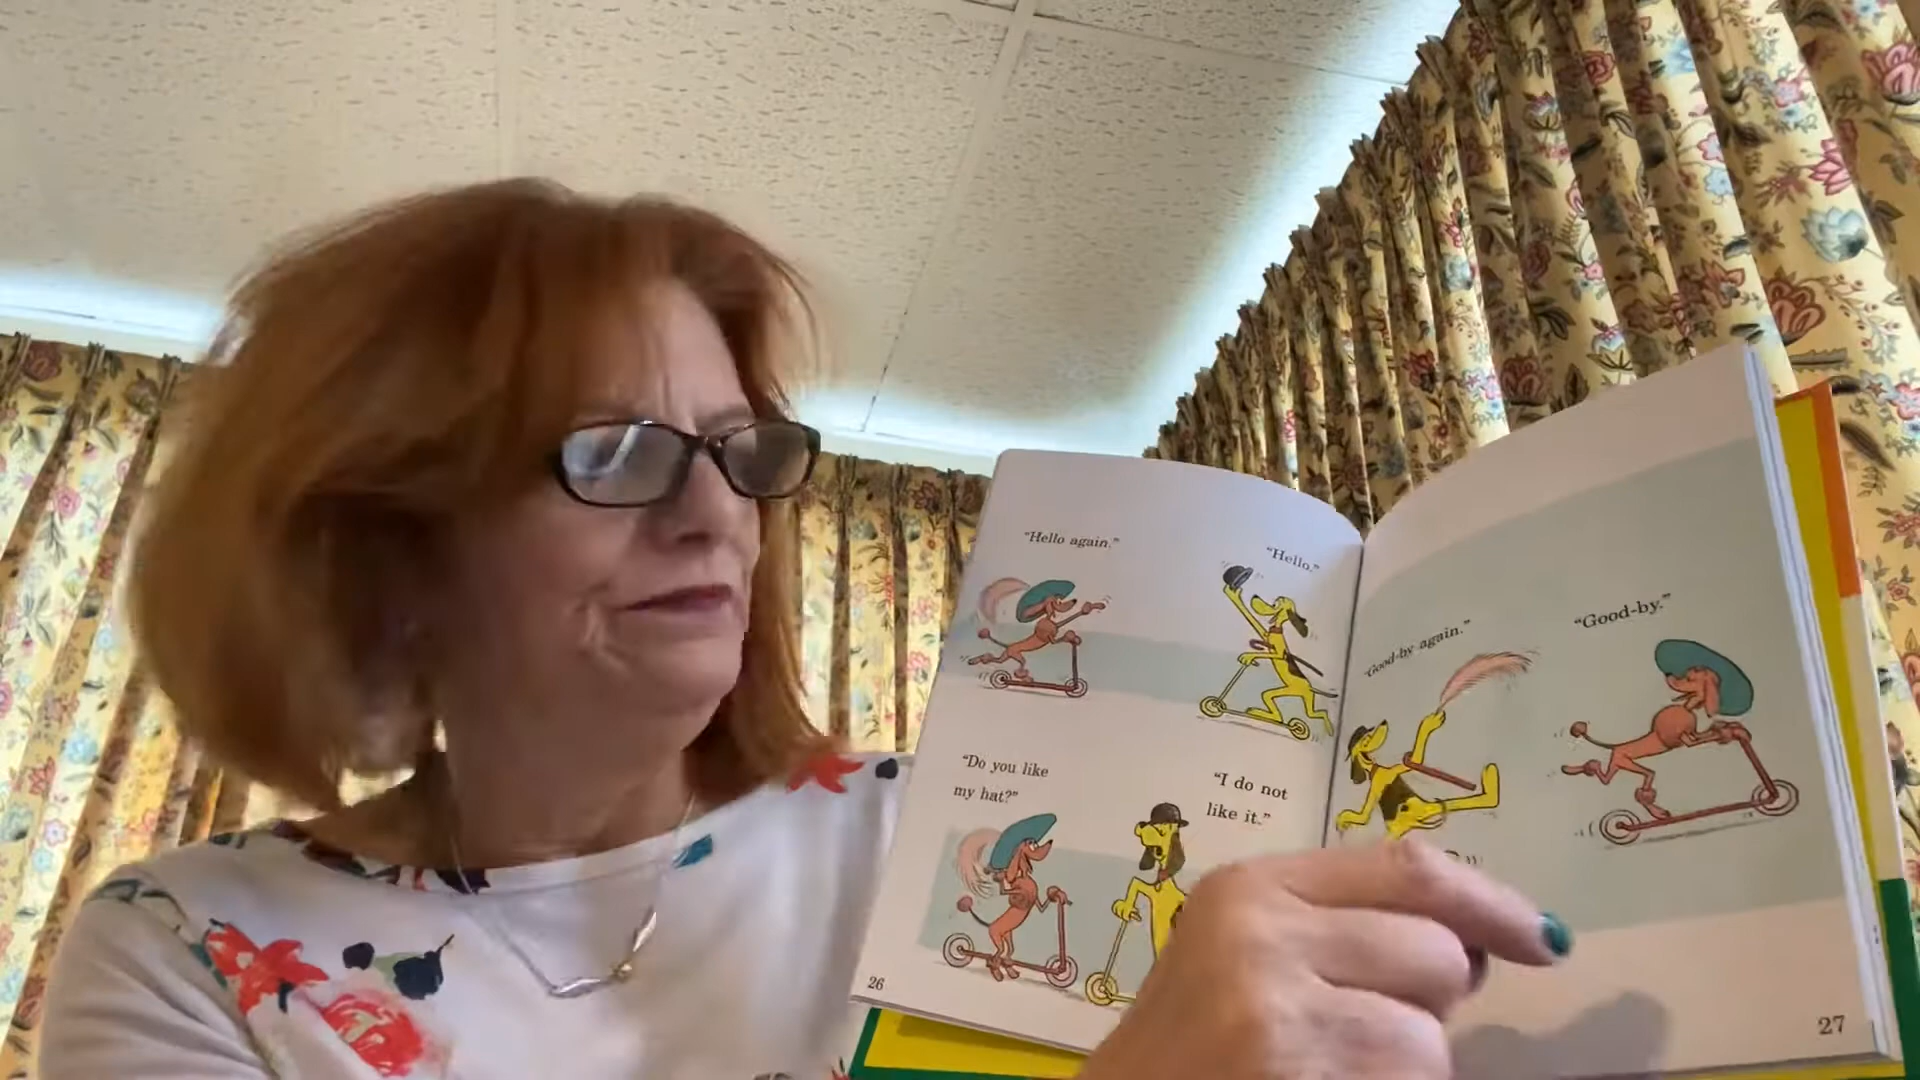 "Hello again."
"Hello."
"Do you like
my hat?"
"I do not
like it."
26
"Good-by again."
"Good-by."
27